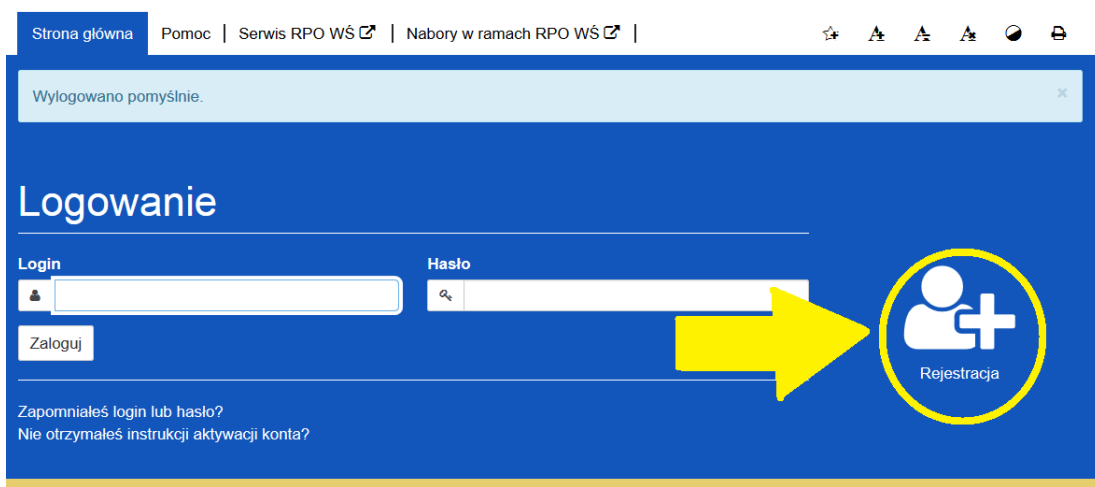 Strona główna Pomoc | Serwis RPO WŚ | Nabory w ramach RPO WŚ |
Wylogowano pomyślnie. ×
Logowanie
Login Hasło
Zaloguj
Rejestracja
Zapomniałeś login lub hasło?
Nie otrzymałeś instrukcji aktywacji konta?